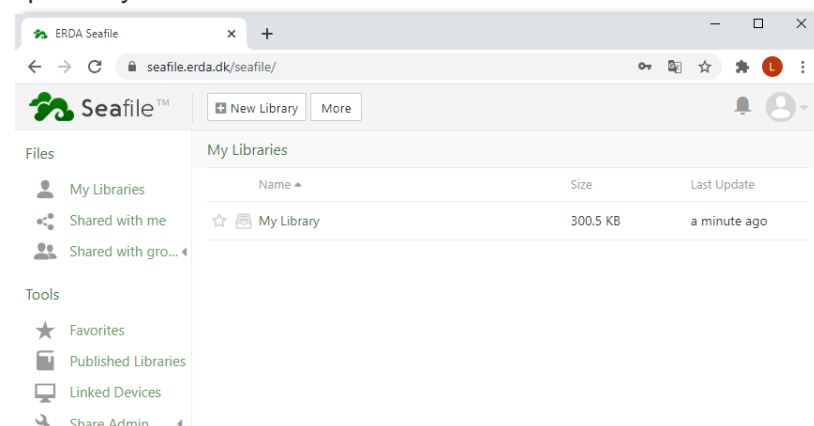 ERDA Seafile
seafile.erda.dk/seafile/
L
Seafile™
New Library
More
Files
My Libraries
Shared with me
Shared with gro...
Tools
Favorites
Published Libraries
Linked Devices
Share Admin
My Libraries
Name Size Last Update
My Library 300.5 KB a minute ago